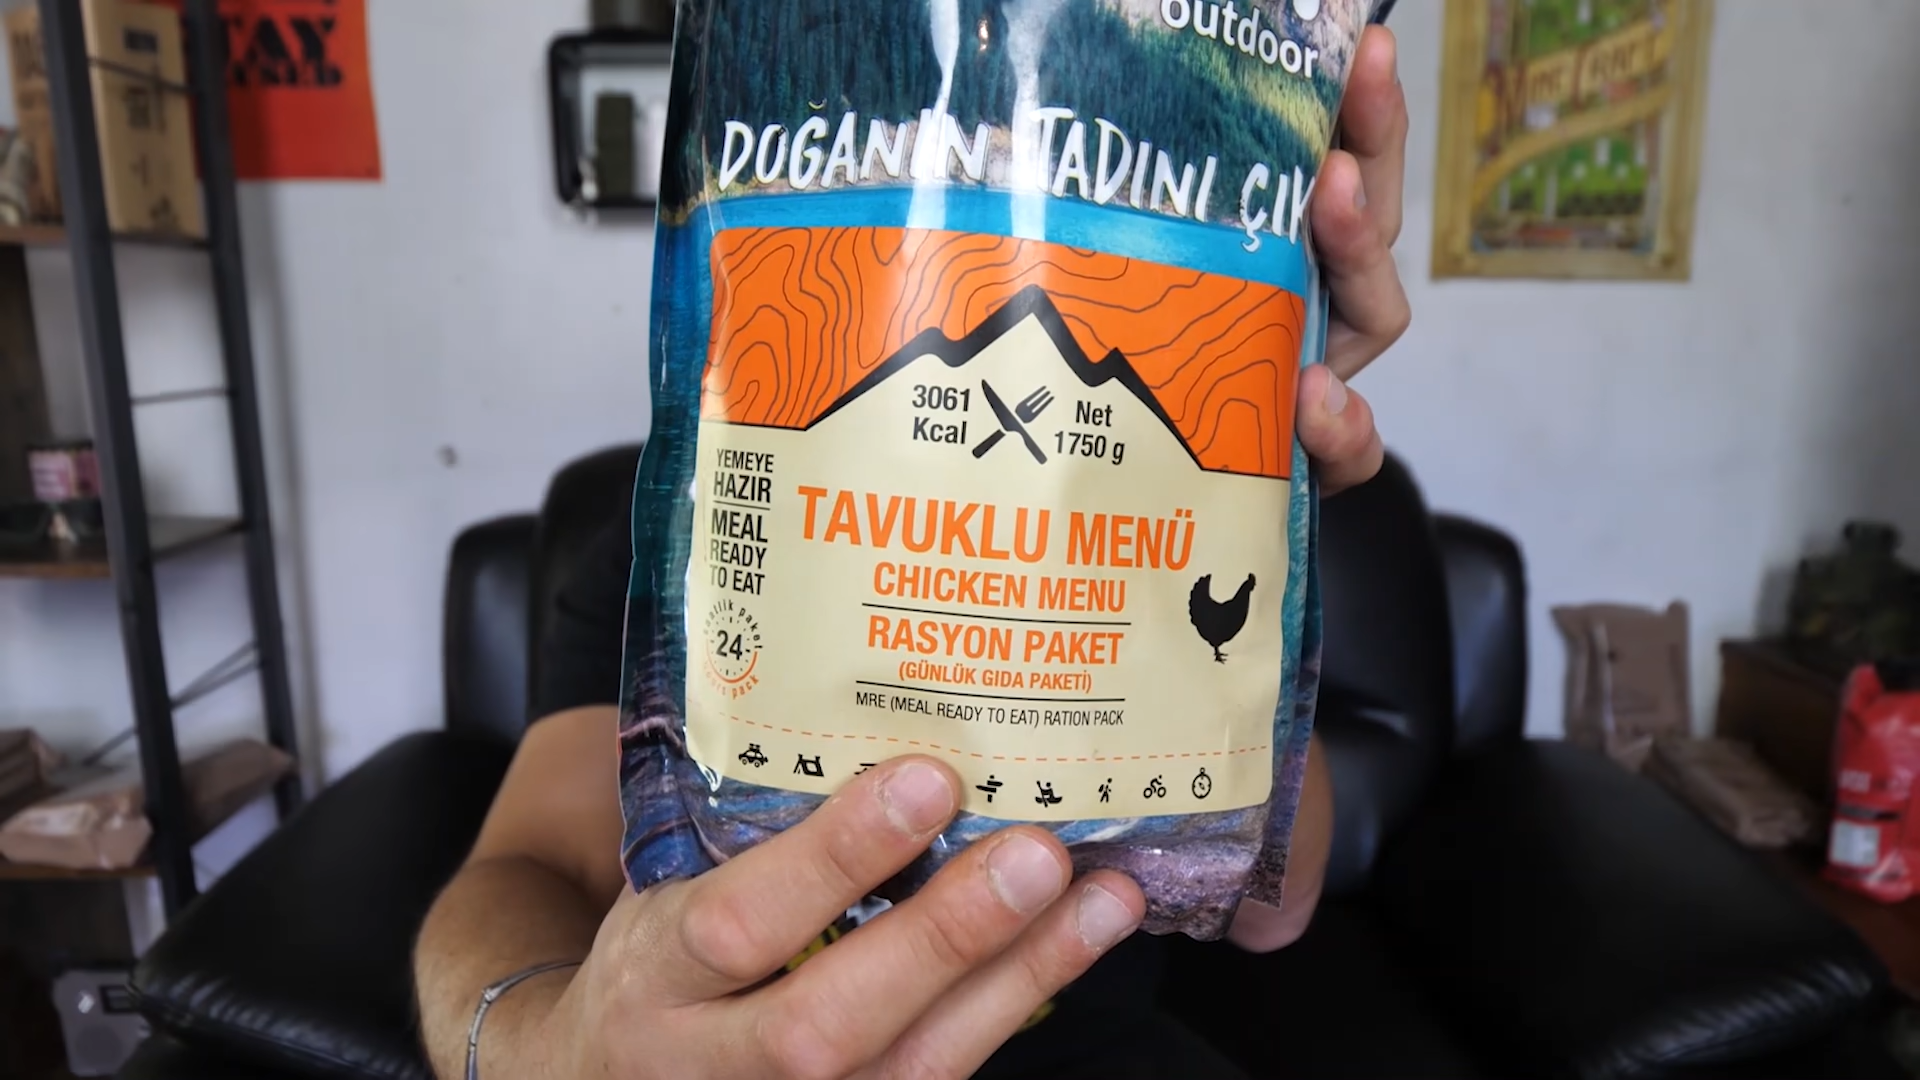 outdoor
DOĞANIN TADINI ÇIK
3061
Kcal
Net
1750 g
YEMEYE
HAZIR
MEAL
READY
TO EAT
24
TAVUKLU MENÜ
CHICKEN MENU
RASYON PAKET
(GÜNLÜK GIDA PAKETİ)
MRE (MEAL READY TO EAT) RATION PACK